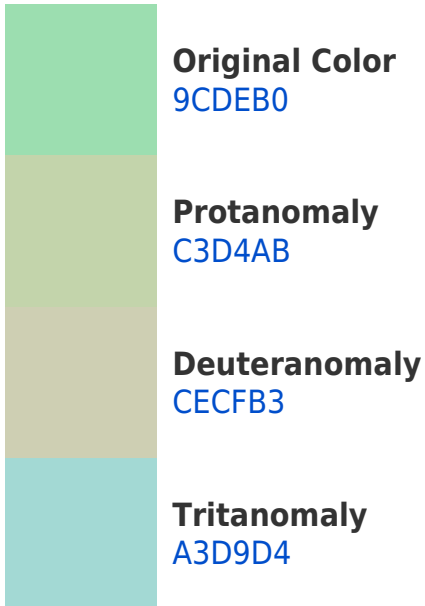 Original Color
9CDEB0
Protanomaly
C3D4AB
Deuteranomaly
CECFB3
Tritanomaly
A3D9D4